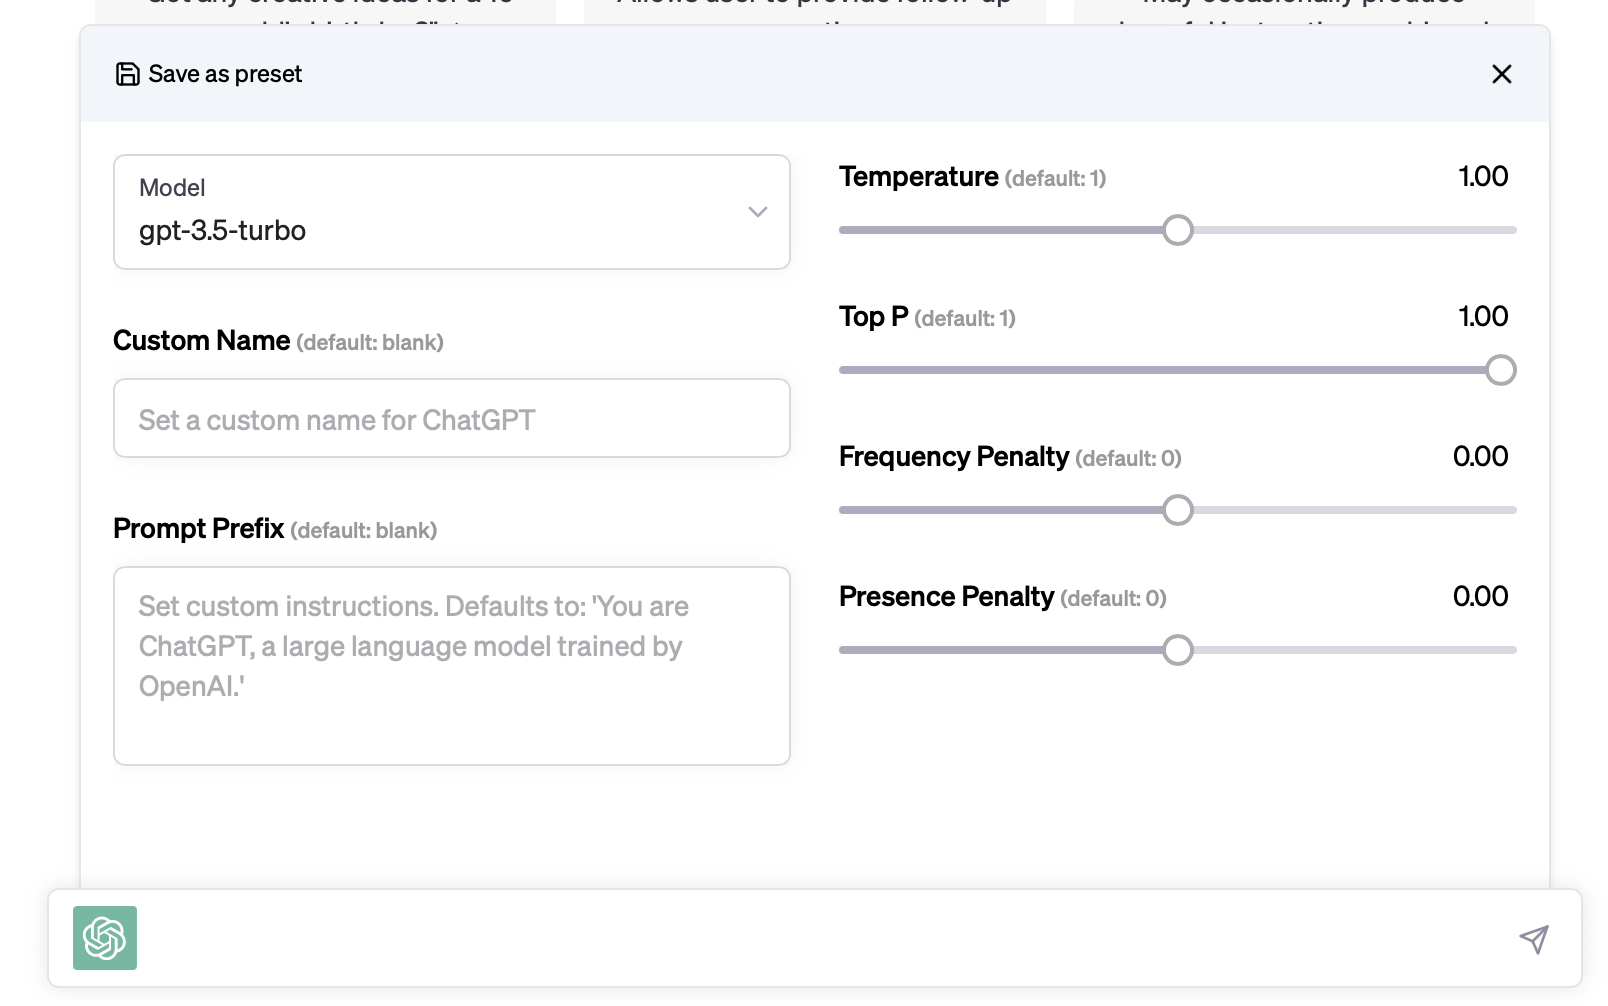 Save as preset
Model
gpt-3.5-turbo
Custom Name (default: blank)
Set a custom name for ChatGPT
Prompt Prefix (default: blank)
Set custom instructions. Defaults to: 'You are
ChatGPT, a large language model trained by
OpenAI.'
Temperature (default: 1) 1.00
Top P (default: 1) 1.00
Frequency Penalty (default: 0) 0.00
Presence Penalty (default: 0) 0.00